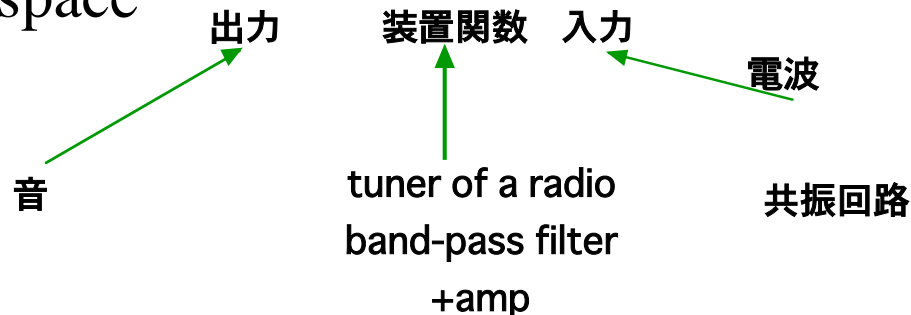 space
出力 装置関数 入力
電波
音
tuner of a radio
共振回路
band-pass filter
+amp